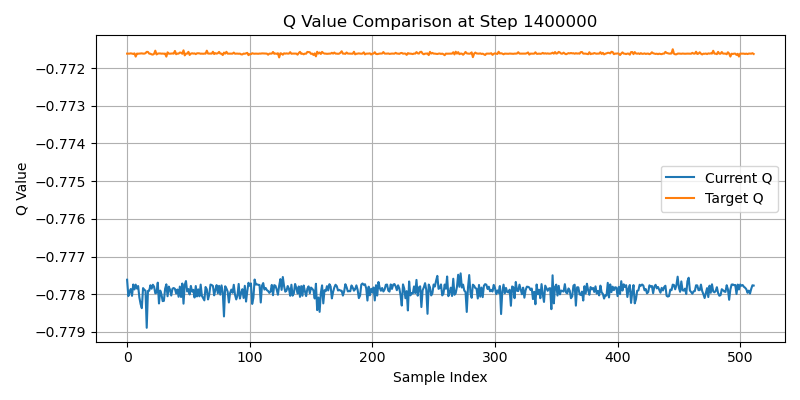 Q Value Comparison at Step 1400000
Q Value
−0.772
−0.773
−0.774
−0.775
−0.776
−0.777
−0.778
−0.779
Current Q
Target Q
0
100
200
300
400
500
Sample Index